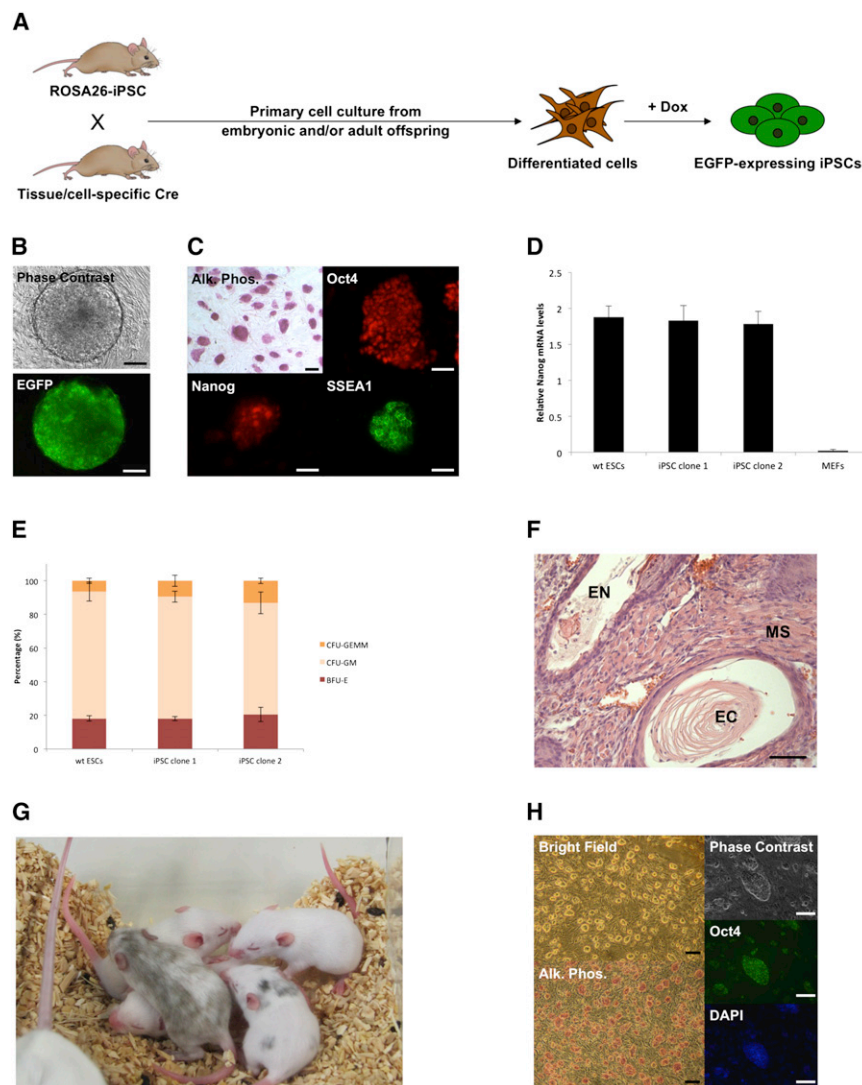 A
ROSA26-iPSC
X
Tissue/cell-specific Cre
Primary cell culture from
embryonic and/or adult offspring
Differentiated cells
+ Dox
EGFP-expressing iPSCs
B
Phase Contrast
EGFP
C
Alk. Phos.
Oct4
Nanog
SSEA1
D
Relative Nanog mRNA levels
2.5
2
1.5
1
0.5
0
wt ESCs
iPSC clone 1
iPSC clone 2
MEFs
E
Percentage (%)
100
80
60
40
20
0
wt ESCs
iPSC clone 1
iPSC clone 2
CFU-GEMM
CFU-GM
BFU-E
F
EN
MS
EC
G
H
Bright Field
Alk. Phos.
Phase Contrast
Oct4
DAPI